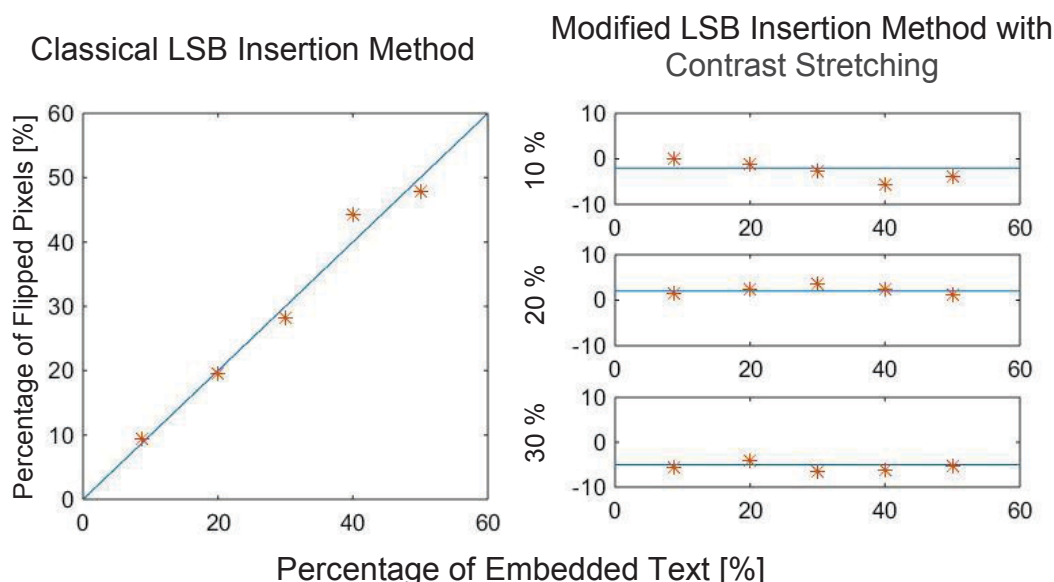 Classical LSB Insertion Method
Modified LSB Insertion Method with
Contrast Stretching
Percentage of Flipped Pixels [%]
60
50
40
30
20
10
0
0 20 40 60
10 %
10
0
-10
0 20 40 60
20 %
10
0
-10
0 20 40 60
30 %
10
0
-10
0 20 40 60
Percentage of Embedded Text [%]